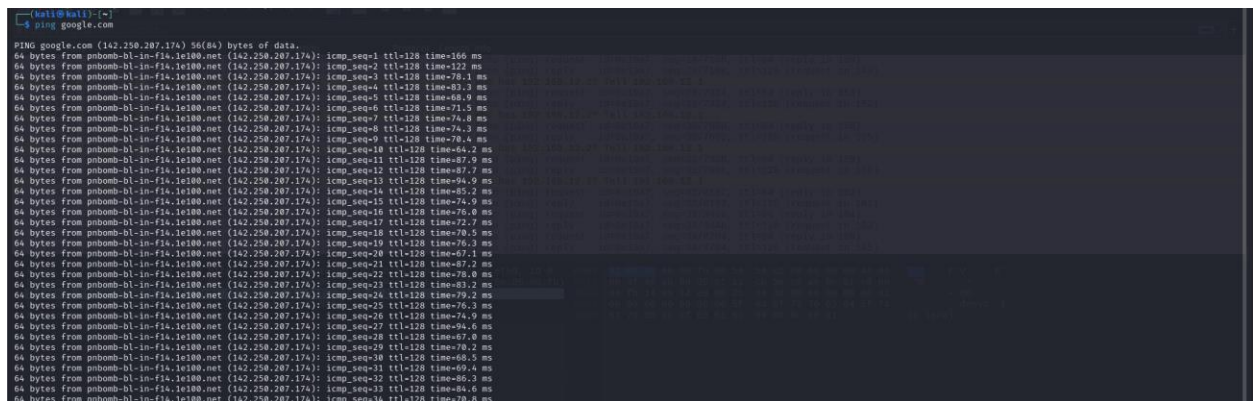 ┌──(kali㉿kali)-[~]
└─$ ping google.com
PING google.com (142.250.207.174) 56(84) bytes of data.
64 bytes from pnbomb-bl-in-f14.1e100.net (142.250.207.174): icmp_seq=1 ttl=128 time=166 ms
64 bytes from pnbomb-bl-in-f14.1e100.net (142.250.207.174): icmp_seq=2 ttl=128 time=122 ms
64 bytes from pnbomb-bl-in-f14.1e100.net (142.250.207.174): icmp_seq=3 ttl=128 time=78.1 ms
64 bytes from pnbomb-bl-in-f14.1e100.net (142.250.207.174): icmp_seq=4 ttl=128 time=83.3 ms
64 bytes from pnbomb-bl-in-f14.1e100.net (142.250.207.174): icmp_seq=5 ttl=128 time=68.9 ms
64 bytes from pnbomb-bl-in-f14.1e100.net (142.250.207.174): icmp_seq=6 ttl=128 time=71.5 ms
64 bytes from pnbomb-bl-in-f14.1e100.net (142.250.207.174): icmp_seq=7 ttl=128 time=74.8 ms
64 bytes from pnbomb-bl-in-f14.1e100.net (142.250.207.174): icmp_seq=8 ttl=128 time=74.3 ms
64 bytes from pnbomb-bl-in-f14.1e100.net (142.250.207.174): icmp_seq=9 ttl=128 time=70.4 ms
64 bytes from pnbomb-bl-in-f14.1e100.net (142.250.207.174): icmp_seq=10 ttl=128 time=64.2 ms
64 bytes from pnbomb-bl-in-f14.1e100.net (142.250.207.174): icmp_seq=11 ttl=128 time=87.9 ms
64 bytes from pnbomb-bl-in-f14.1e100.net (142.250.207.174): icmp_seq=12 ttl=128 time=87.7 ms
64 bytes from pnbomb-bl-in-f14.1e100.net (142.250.207.174): icmp_seq=13 ttl=128 time=94.9 ms
64 bytes from pnbomb-bl-in-f14.1e100.net (142.250.207.174): icmp_seq=14 ttl=128 time=85.2 ms
64 bytes from pnbomb-bl-in-f14.1e100.net (142.250.207.174): icmp_seq=15 ttl=128 time=74.9 ms
64 bytes from pnbomb-bl-in-f14.1e100.net (142.250.207.174): icmp_seq=16 ttl=128 time=76.0 ms
64 bytes from pnbomb-bl-in-f14.1e100.net (142.250.207.174): icmp_seq=17 ttl=128 time=72.7 ms
64 bytes from pnbomb-bl-in-f14.1e100.net (142.250.207.174): icmp_seq=18 ttl=128 time=70.5 ms
64 bytes from pnbomb-bl-in-f14.1e100.net (142.250.207.174): icmp_seq=19 ttl=128 time=76.3 ms
64 bytes from pnbomb-bl-in-f14.1e100.net (142.250.207.174): icmp_seq=20 ttl=128 time=67.1 ms
64 bytes from pnbomb-bl-in-f14.1e100.net (142.250.207.174): icmp_seq=21 ttl=128 time=87.2 ms
64 bytes from pnbomb-bl-in-f14.1e100.net (142.250.207.174): icmp_seq=22 ttl=128 time=78.0 ms
64 bytes from pnbomb-bl-in-f14.1e100.net (142.250.207.174): icmp_seq=23 ttl=128 time=83.2 ms
64 bytes from pnbomb-bl-in-f14.1e100.net (142.250.207.174): icmp_seq=24 ttl=128 time=79.2 ms
64 bytes from pnbomb-bl-in-f14.1e100.net (142.250.207.174): icmp_seq=25 ttl=128 time=76.3 ms
64 bytes from pnbomb-bl-in-f14.1e100.net (142.250.207.174): icmp_seq=26 ttl=128 time=74.9 ms
64 bytes from pnbomb-bl-in-f14.1e100.net (142.250.207.174): icmp_seq=27 ttl=128 time=94.6 ms
64 bytes from pnbomb-bl-in-f14.1e100.net (142.250.207.174): icmp_seq=28 ttl=128 time=67.0 ms
64 bytes from pnbomb-bl-in-f14.1e100.net (142.250.207.174): icmp_seq=29 ttl=128 time=70.2 ms
64 bytes from pnbomb-bl-in-f14.1e100.net (142.250.207.174): icmp_seq=30 ttl=128 time=68.5 ms
64 bytes from pnbomb-bl-in-f14.1e100.net (142.250.207.174): icmp_seq=31 ttl=128 time=69.4 ms
64 bytes from pnbomb-bl-in-f14.1e100.net (142.250.207.174): icmp_seq=32 ttl=128 time=86.3 ms
64 bytes from pnbomb-bl-in-f14.1e100.net (142.250.207.174): icmp_seq=33 ttl=128 time=84.6 ms
64 bytes from pnbomb-bl-in-f14.1e100.net (142.250.207.174): icmp_seq=34 ttl=128 time=70.8 ms